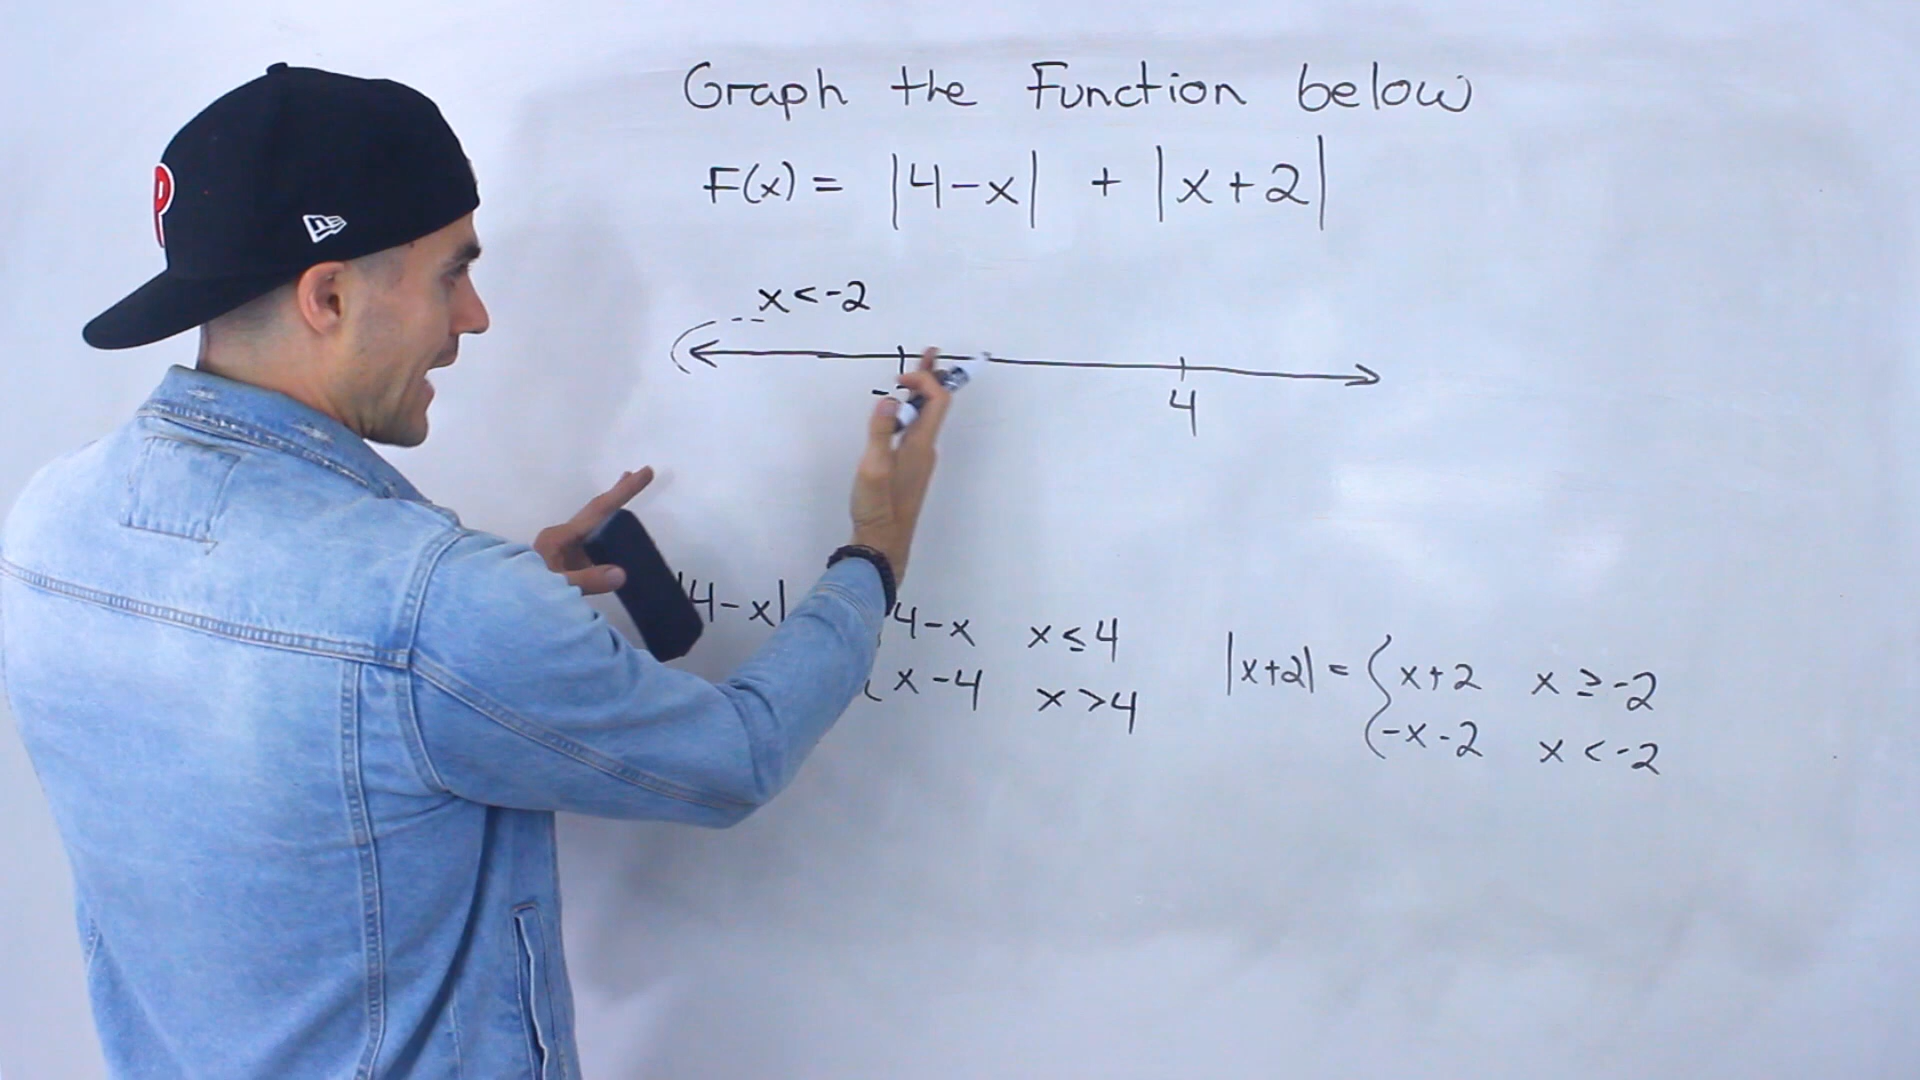 Graph the Function below
F(x) = |4-x| + |x+2|
x<-2
4
|4-x| 4-x x≤4
x-4 x>4
|x+2| = { x+2 x≥-2
-x-2 x<-2
P